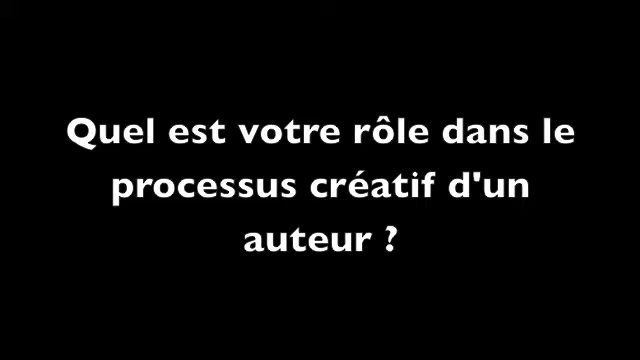 Quel est votre rôle dans le
processus créatif d'un
auteur ?